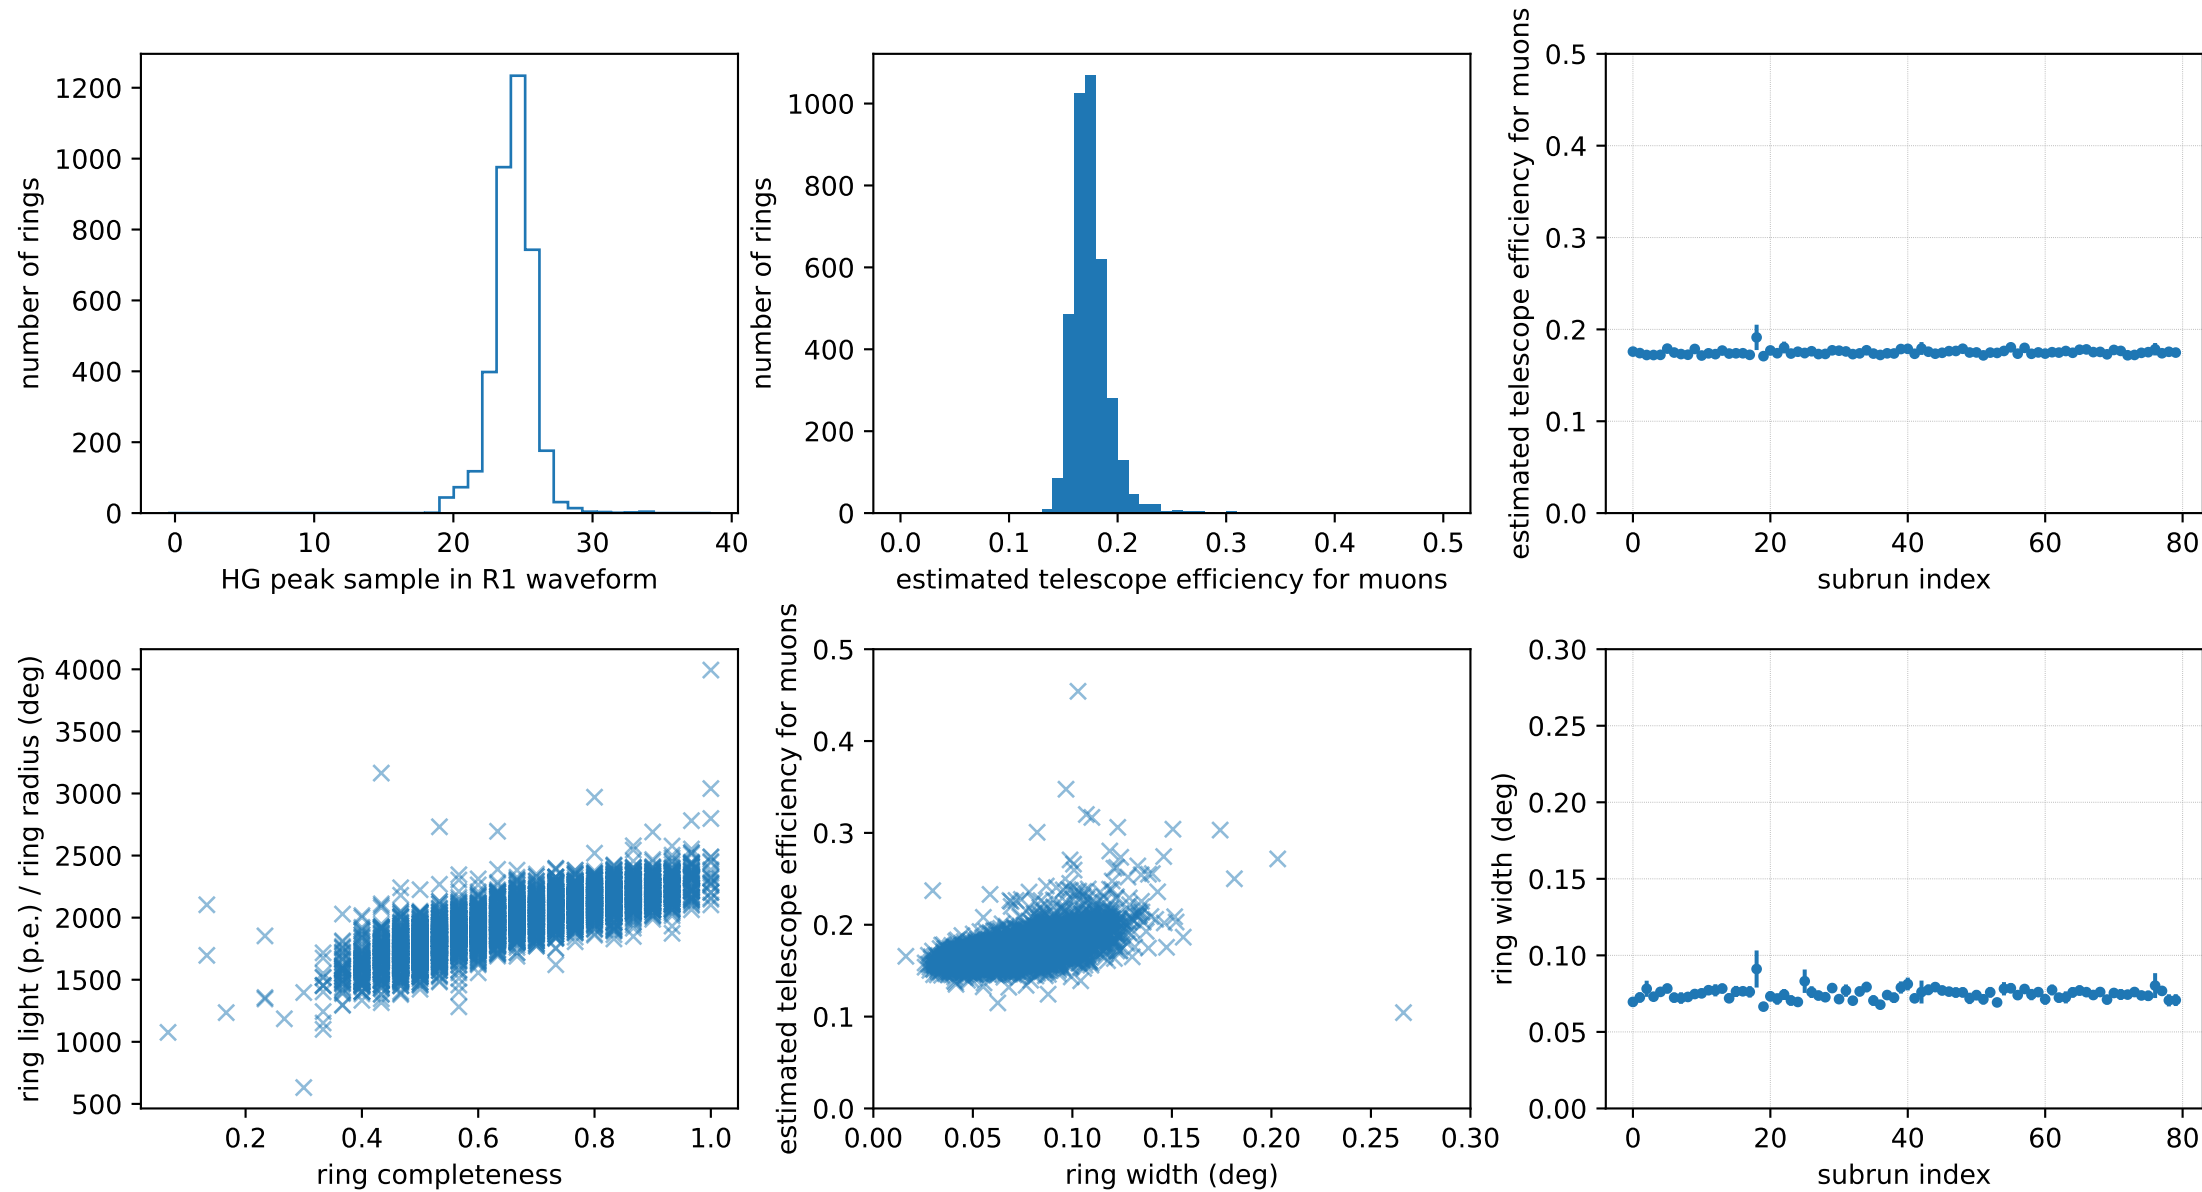 number of rings
1200
1000
800
600
400
200
0
0 10 20 30 40
HG peak sample in R1 waveform
number of rings
1000
800
600
400
200
0
0.0 0.1 0.2 0.3 0.4 0.5
estimated telescope efficiency for muons
estimated telescope efficiency for muons
0.5
0.4
0.3
0.2
0.1
0.0
0 20 40 60 80
subrun index
ring light (p.e.) / ring radius (deg)
4000
3500
3000
2500
2000
1500
1000
500
0.2 0.4 0.6 0.8 1.0
ring completeness
estimated telescope efficiency for muons
0.5
0.4
0.3
0.2
0.1
0.0
0.00 0.05 0.10 0.15 0.20 0.25 0.30
ring width (deg)
ring width (deg)
0.30
0.25
0.20
0.15
0.10
0.05
0.00
0 20 40 60 80
subrun index